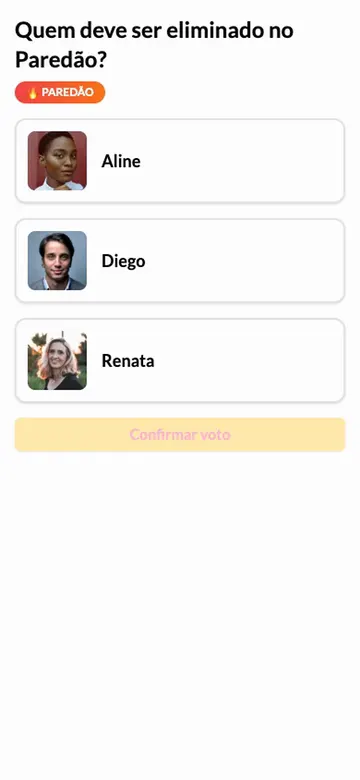 Quem deve ser eliminado no
Paredão?
🔥 PAREDÃO
Aline
Diego
Renata
Confirmar voto